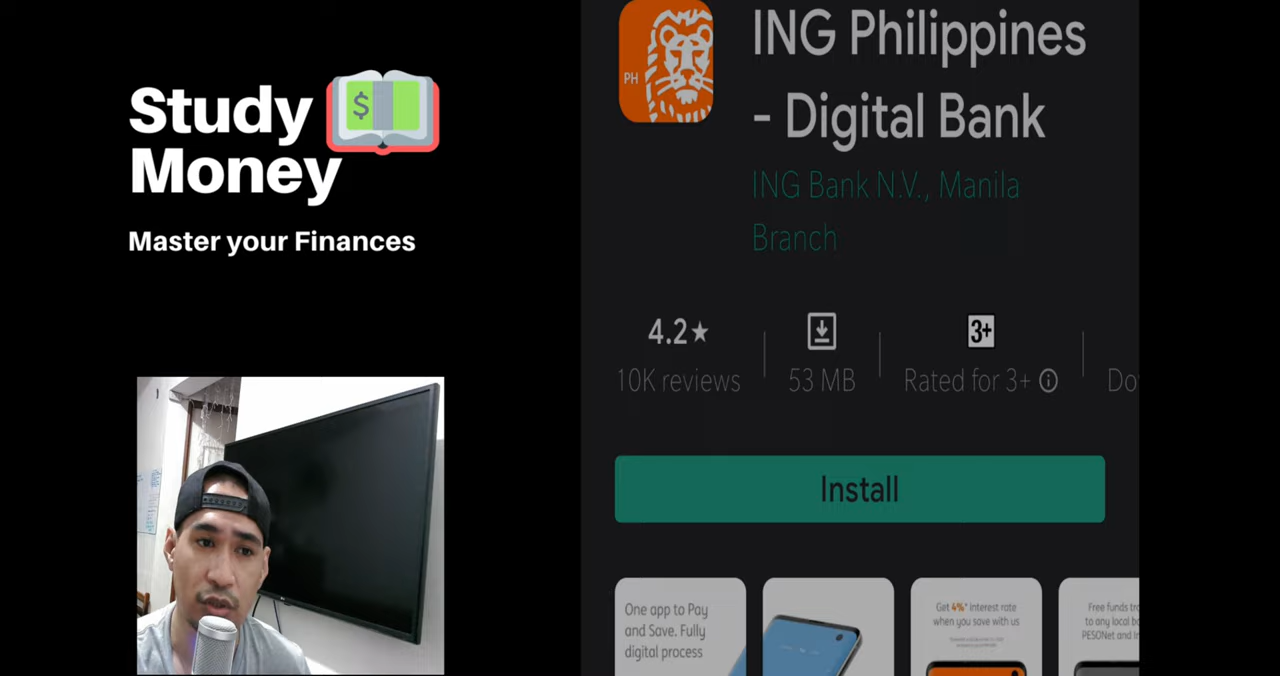 Study
Money
$
Master your Finances
PH
ING Philippines
- Digital Bank
ING Bank N.V., Manila
Branch
4.2★
10K reviews
53 MB
3+
Rated for 3+
Install
One app to Pay
and Save. Fully
digital process
Get 4%* interest rate
when you save with us
Free funds
to any local
PESONet and